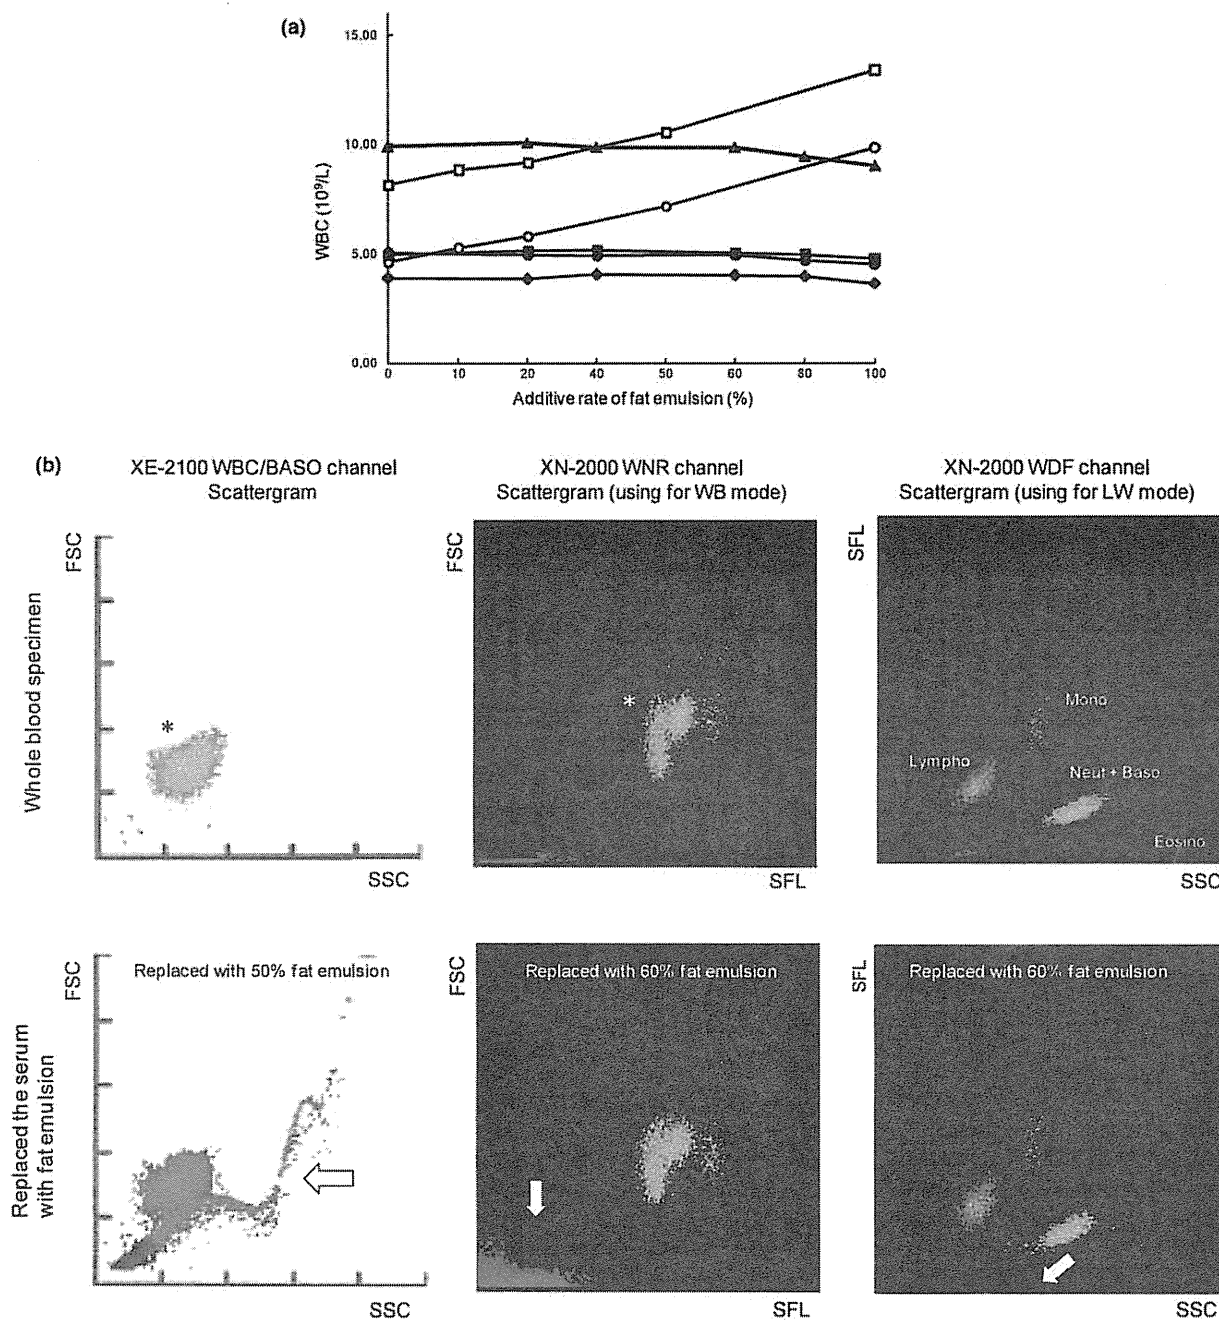 (a)
15,00
10,00
5,00
0,00
WBC (10⁹/L)
0 10 20 40 50 60 80 100
Additive rate of fat emulsion (%)
(b)
XE-2100 WBC/BASO channel
Scattergram
XN-2000 WNR channel
Scattergram (using for WB mode)
XN-2000 WDF channel
Scattergram (using for LW mode)
Whole blood specimen
FSC
*
SSC
FSC
*
SFL
SFL
Mono
Lympho
Neut + Baso
Eosino
SSC
Replaced the serum
with fat emulsion
FSC
Replaced with 50% fat emulsion
SSC
FSC
Replaced with 60% fat emulsion
SFL
SFL
Replaced with 60% fat emulsion
SSC